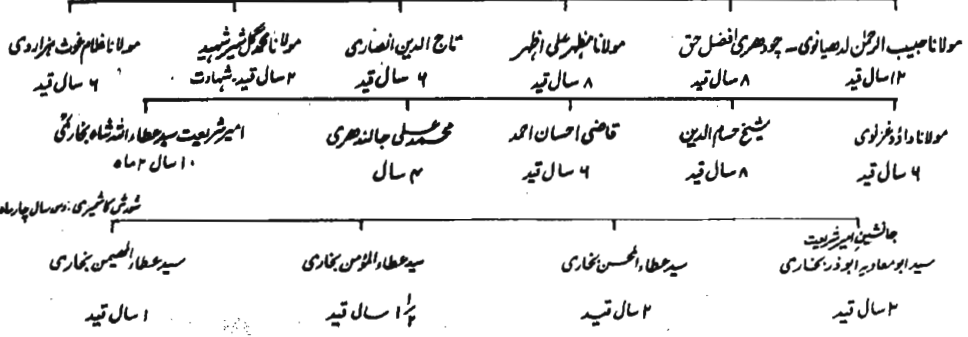 مولانا حبیب الرحمٰن لدھیانوی - چودھری افضل حق مولانا مظہر علی اظہر تاج الدین انصاری مولانا محمد گل شیر شہید مولانا غلام غوث ہزاروی
۱۲ سال قید ۸ سال قید ۸ سال قید ۶ سال قید ۲ سال قید، شہادت ۶ سال قید
مولانا داؤد غزنوی شیخ حسام الدین قاضی احسان احمد محمد علی جالندھری امیر شریعت سید عطاء اللہ شاہ بخاری
۶ سال قید ۸ سال قید ۶ سال قید ۴ سال ۱۰ سال ۲ ماہ
شورش کاشمیری: دس سال چار ماہ
جانشین امیر شریعت
سید ابو معاویہ ابوذر بخاری سید عطاء المحسن بخاری سید عطاء المؤمن بخاری سید عطاء المھیمن بخاری
۲ سال قید ۲ سال قید ۱ ۱/۲ سال قید ۱ سال قید